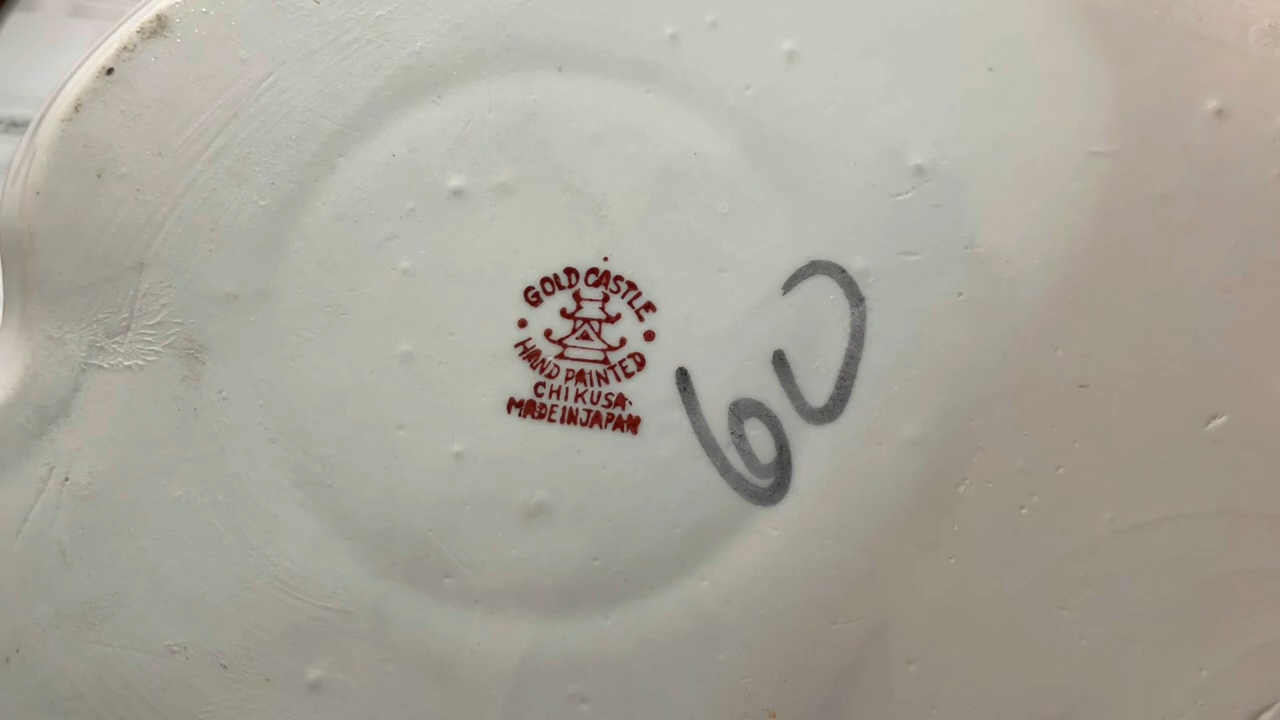 GOLD CASTLE
HAND PAINTED
CHIKUSA
MADE IN JAPAN
60